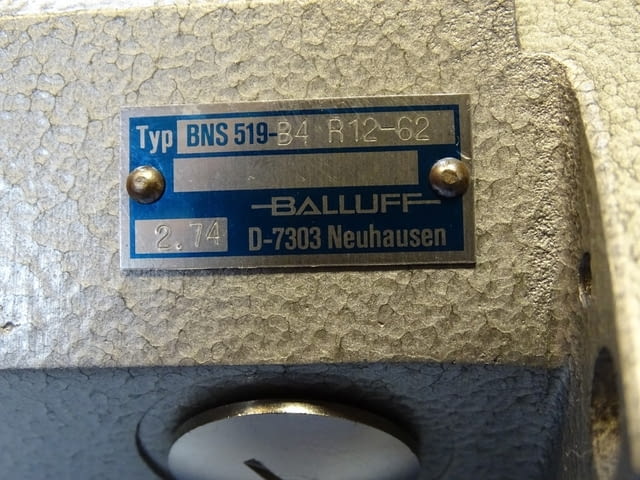 Typ BNS 519-B4 R12-62
BALLUFF
2.74 D-7303 Neuhausen